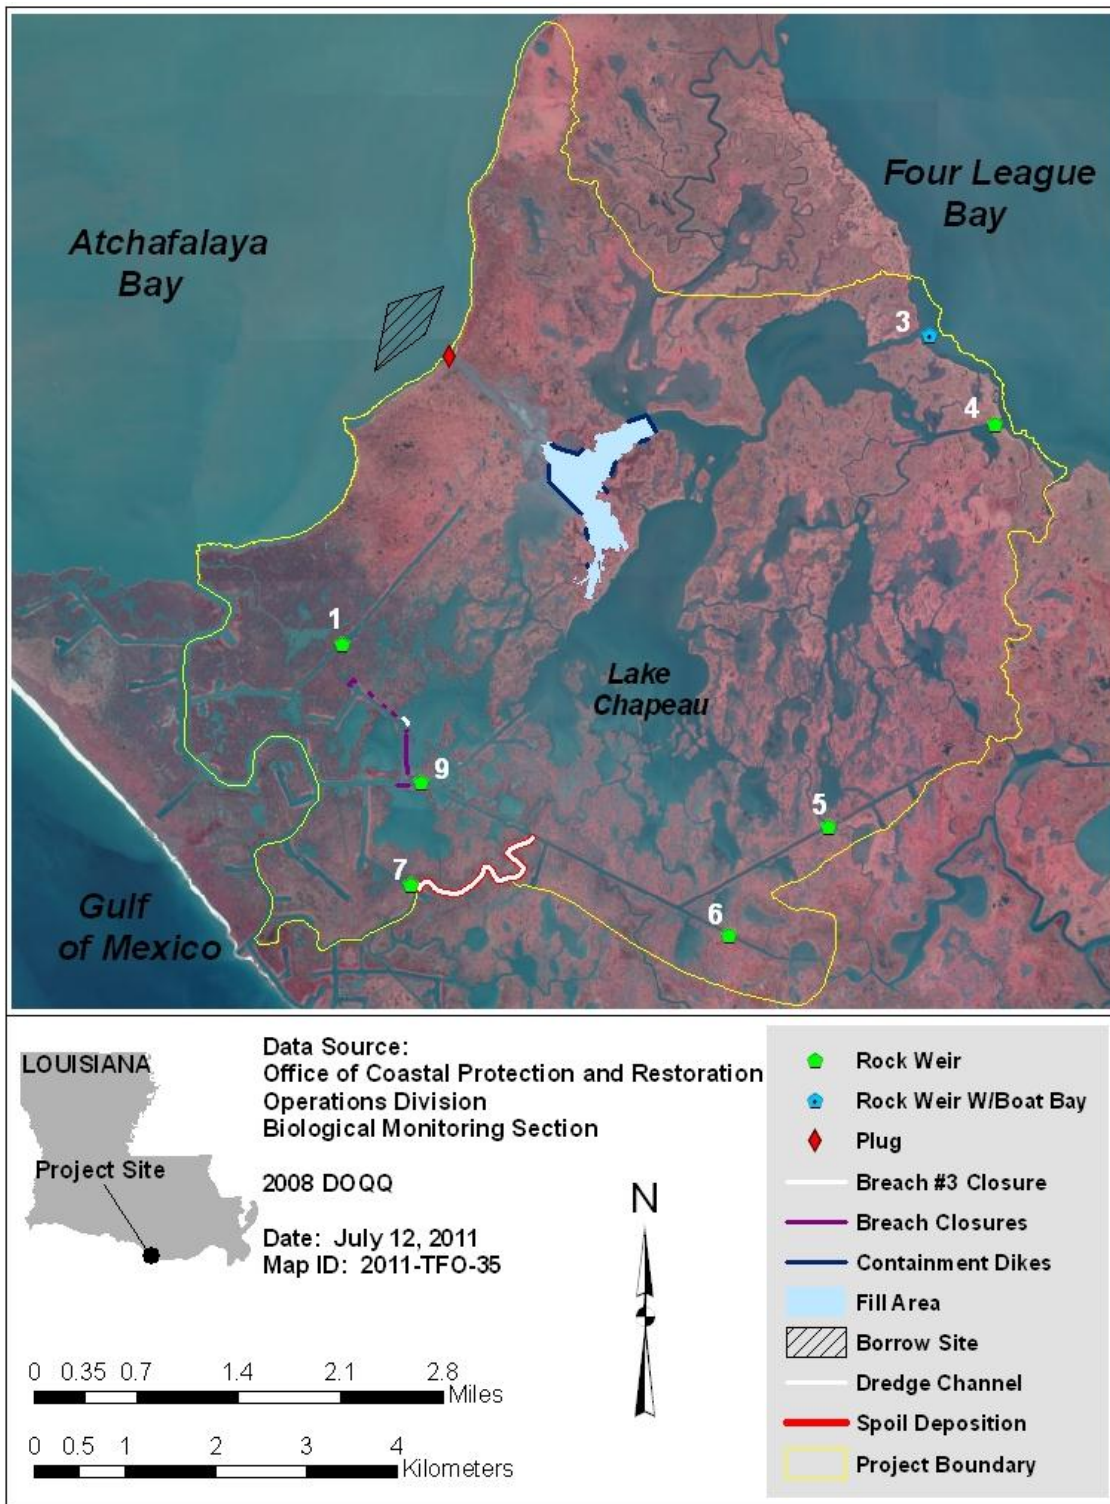 Four League
Bay
Atchafalaya
Bay
3
4
1
Lake
Chapeau
9
5
7
6
Gulf
of Mexico
LOUISIANA
Project Site
Data Source:
Office of Coastal Protection and Restoration
Operations Division
Biological Monitoring Section
2008 DOQQ
Date: July 12, 2011
Map ID: 2011-TFO-35
N
0 0.35 0.7 1.4 2.1 2.8
Miles
0 0.5 1 2 3 4
Kilometers
Rock Weir
Rock Weir W/Boat Bay
Plug
Breach #3 Closure
Breach Closures
Containment Dikes
Fill Area
Borrow Site
Dredge Channel
Spoil Deposition
Project Boundary